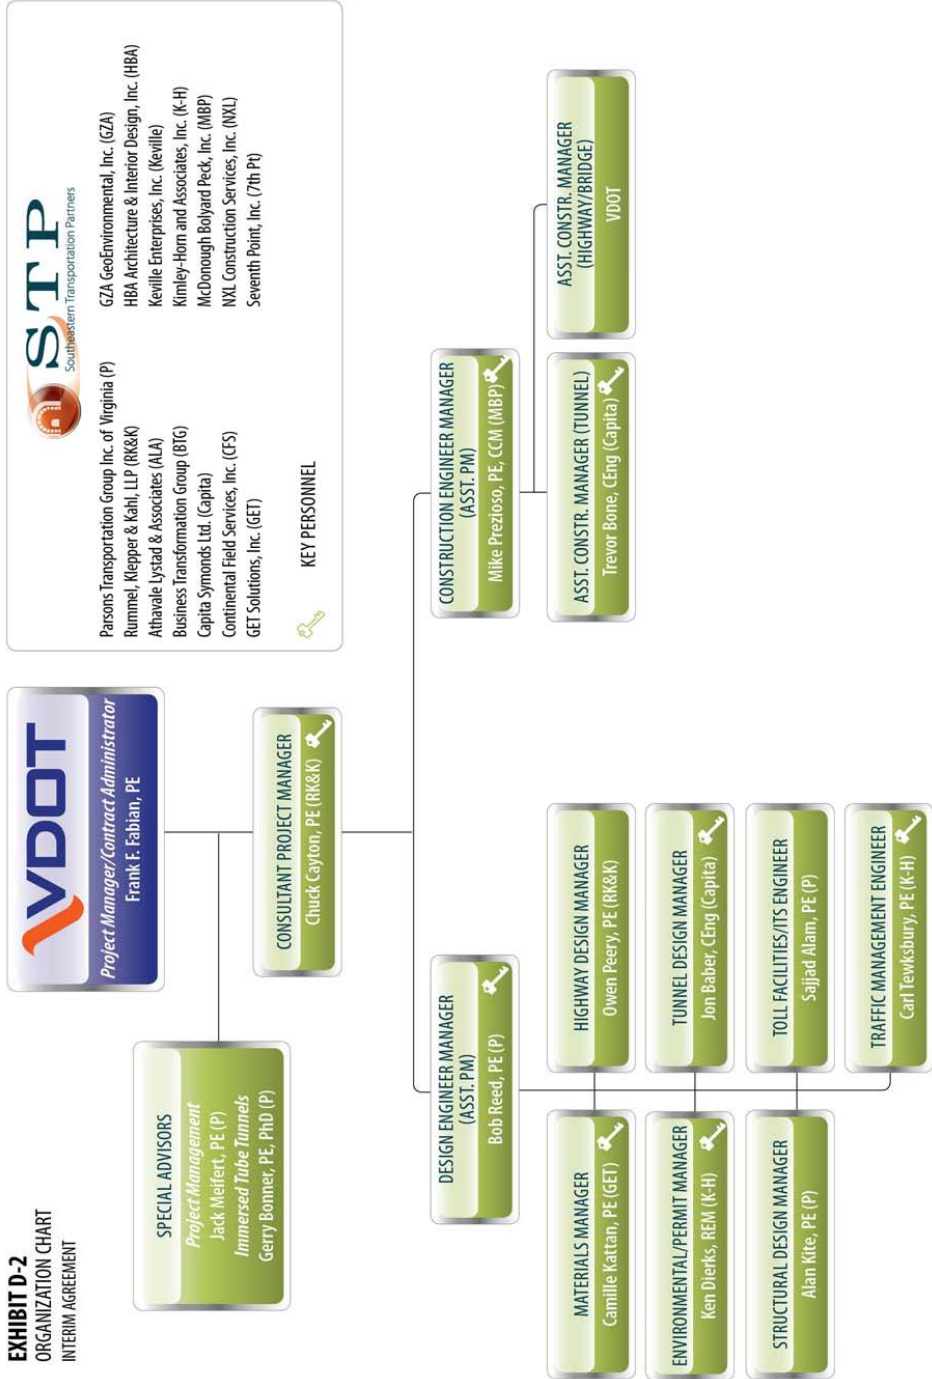 EXHIBIT D-2
ORGANIZATION CHART
INTERIM AGREEMENT
VDOT
Project Manager/Contract Administrator
Frank F. Fabian, PE
STP
Southeastern Transportation Partners
Parsons Transportation Group Inc. of Virginia (P)
Rummel, Klepper & Kahl, LLP (RK&K)
Athavale Lystad & Associates (ALA)
Business Transformation Group (BTG)
Capita Symonds Ltd. (Capita)
Continental Field Services, Inc. (CFS)
GET Solutions, Inc. (GET)
GZA GeoEnvironmental, Inc. (GZA)
HBA Architecture & Interior Design, Inc. (HBA)
Keville Enterprises, Inc. (Keville)
Kimley-Horn and Associates, Inc. (K-H)
McDonough Bolyard Peck, Inc. (MBP)
NXL Construction Services, Inc. (NXL)
Seventh Point, Inc. (7th Pt)
KEY PERSONNEL
SPECIAL ADVISORS
Project Management
Jack Meifert, PE (P)
Immersed Tube Tunnels
Gerry Bonner, PE, PhD (P)
CONSULTANT PROJECT MANAGER
Chuck Cayton, PE (RK&K)
DESIGN ENGINEER MANAGER
(ASST. PM)
Bob Reed, PE (P)
CONSTRUCTION ENGINEER MANAGER
(ASST. PM)
Mike Prezioso, PE, CCM (MBP)
MATERIALS MANAGER
Camille Kattan, PE (GET)
HIGHWAY DESIGN MANAGER
Owen Peery, PE (RK&K)
ASST. CONSTR. MANAGER (TUNNEL)
Trevor Bone, CEng (Capita)
ASST. CONSTR. MANAGER
(HIGHWAY/BRIDGE)
VDOT
ENVIRONMENTAL/PERMIT MANAGER
Ken Dierks, REM (K-H)
TUNNEL DESIGN MANAGER
Jon Baber, CEng (Capita)
STRUCTURAL DESIGN MANAGER
Alan Kite, PE (P)
TOLL FACILITIES/ITS ENGINEER
Sajjad Alam, PE (P)
TRAFFIC MANAGEMENT ENGINEER
Carl Tewksbury, PE (K-H)